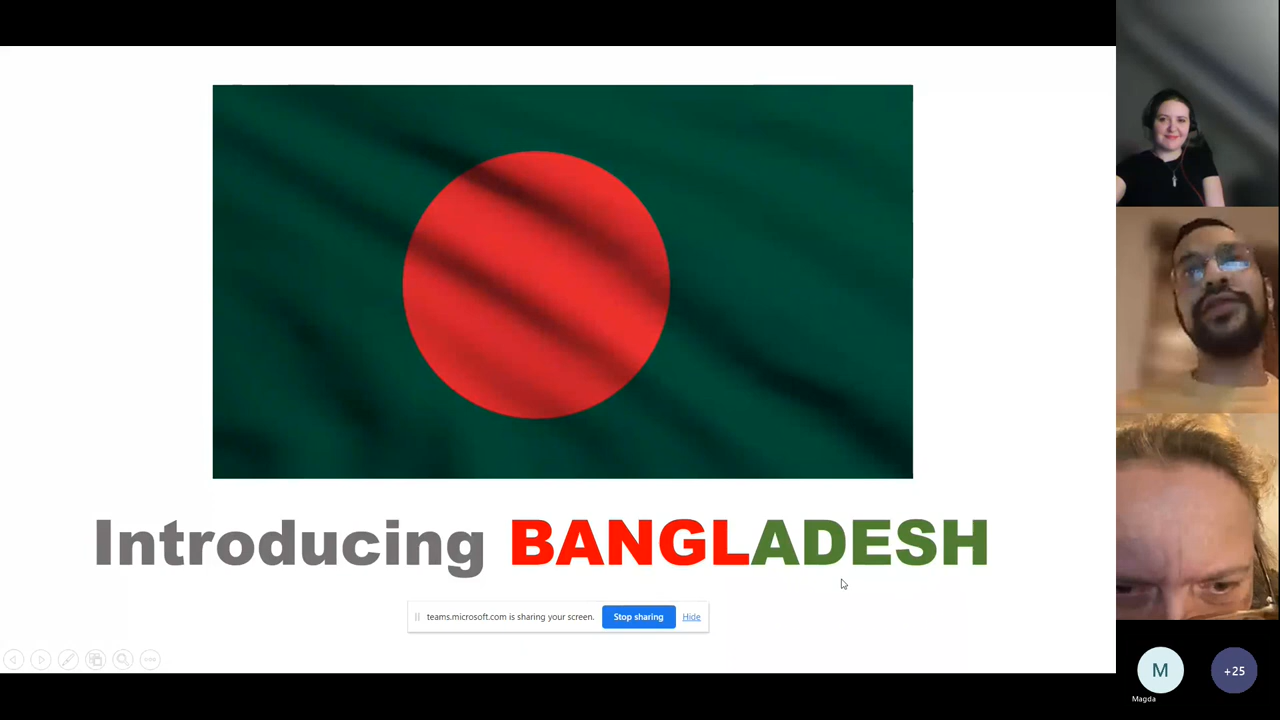 Introducing BANGLADESH
teams.microsoft.com is sharing your screen. Stop sharing Hide
M +25
Magda